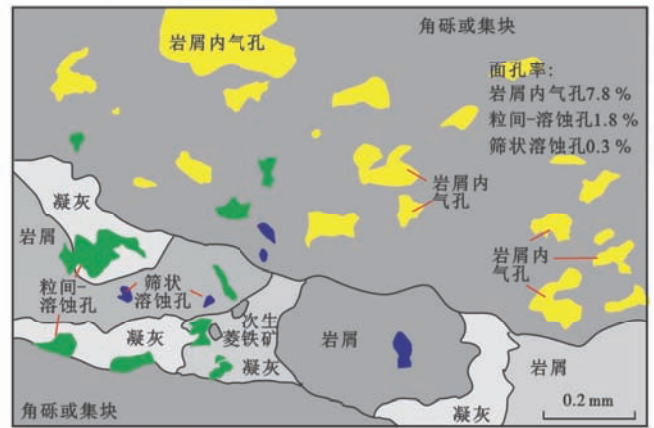 角砾或集块
岩屑内气孔
面孔率:
岩屑内气孔7.8 %
粒间-溶蚀孔1.8 %
筛状溶蚀孔0.3 %
岩屑内
气孔
凝灰
岩屑
岩屑内
气孔
粒间-
溶蚀孔
筛状
溶蚀孔
次生
菱铁矿
凝灰
凝灰
岩屑
岩屑
凝灰
角砾或集块
0.2 mm